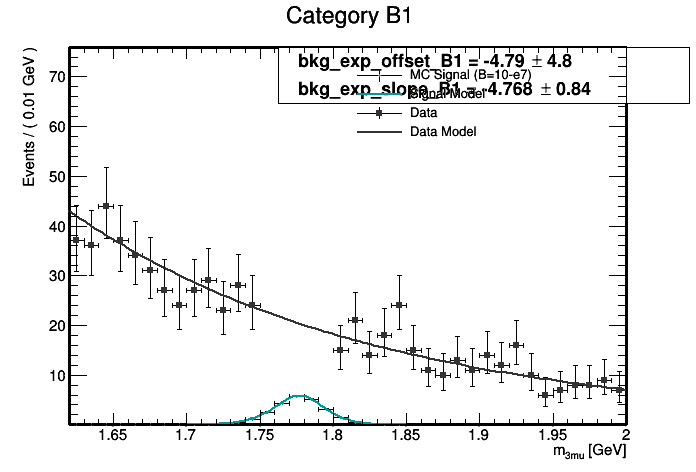 Category B1
bkg_exp_offset_B1 = -4.79 ± 4.8
MC Signal (B=10-e7)
bkg_exp_slope_B1 = -4.768 ± 0.84
Signal Model
Data
Data Model
Events / ( 0.01 GeV )
70
60
50
40
30
20
10
1.65 1.7 1.75 1.8 1.85 1.9 1.95 2
m3mu [GeV]